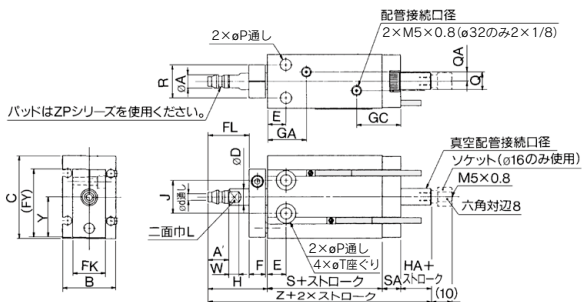 配管接続口径
2×M5×0.8(ø32のみ2×1/8)
2×øP通し
QA
Q
R
øA
パッドはZPシリーズを使用ください。
E
GA
GC
FL
øD
真空配管接続口径
ソケット(ø16のみ使用)
M5×0.8
六角対辺8
C
(FY)
Y
J
ød通し
二面巾L
2×øP通し
4×øT座ぐり
FK
B
A'
W
H
F
E
S+ストローク
SA
HA+
ストローク
Z+2×ストローク
(10)